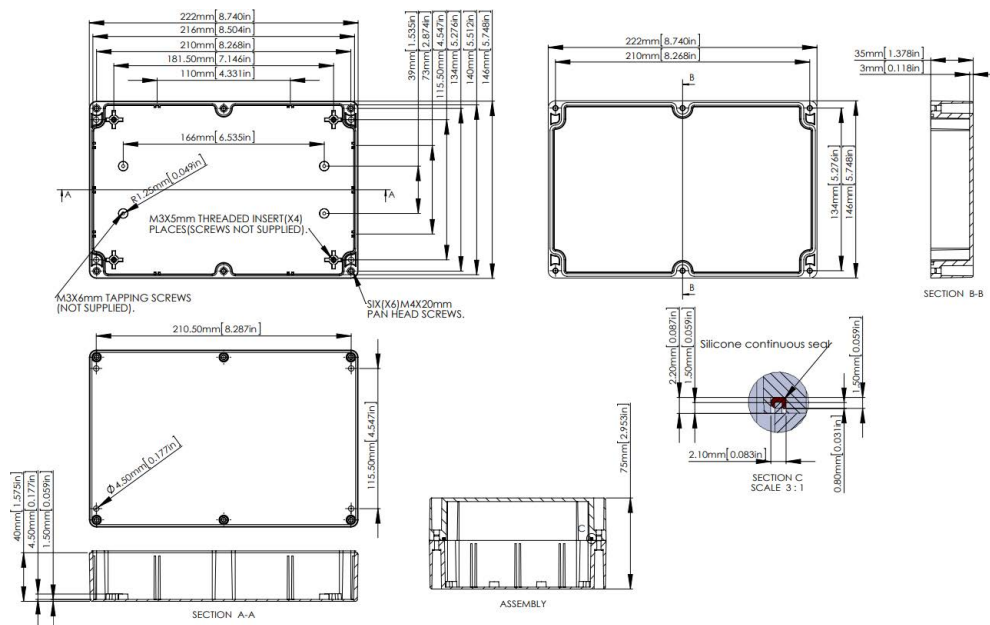 222mm[8.740in]
216mm[8.504in]
210mm[8.268in]
181.50mm[7.146in]
110mm[4.331in]
39mm[1.535in]
73mm[2.874in]
115.50mm[4.547in]
134mm[5.276in]
140mm[5.512in]
146mm[5.748in]
166mm[6.535in]
R1.25mm[0.049in]
A
A
M3X5mm THREADED INSERT(X4)
PLACES(SCREWS NOT SUPPLIED).
M3X6mm TAPPING SCREWS
(NOT SUPPLIED).
SIX(X6)M4X20mm
PAN HEAD SCREWS.
222mm[8.740in]
210mm[8.268in]
B
B
134mm[5.276in]
146mm[5.748in]
35mm[1.378in]
3mm[0.118in]
SECTION B-B
210.50mm[8.287in]
Ø4.50mm[0.177in]
115.50mm[4.547in]
40mm[1.575in]
4.50mm[0.177in]
1.50mm[0.059in]
SECTION A-A
75mm[2.953in]
C
ASSEMBLY
2.20mm[0.087in]
1.50mm[0.059in]
Silicone continuous seal
1.50mm[0.059in]
0.80mm[0.031in]
2.10mm[0.083in]
SECTION C
SCALE 3 : 1